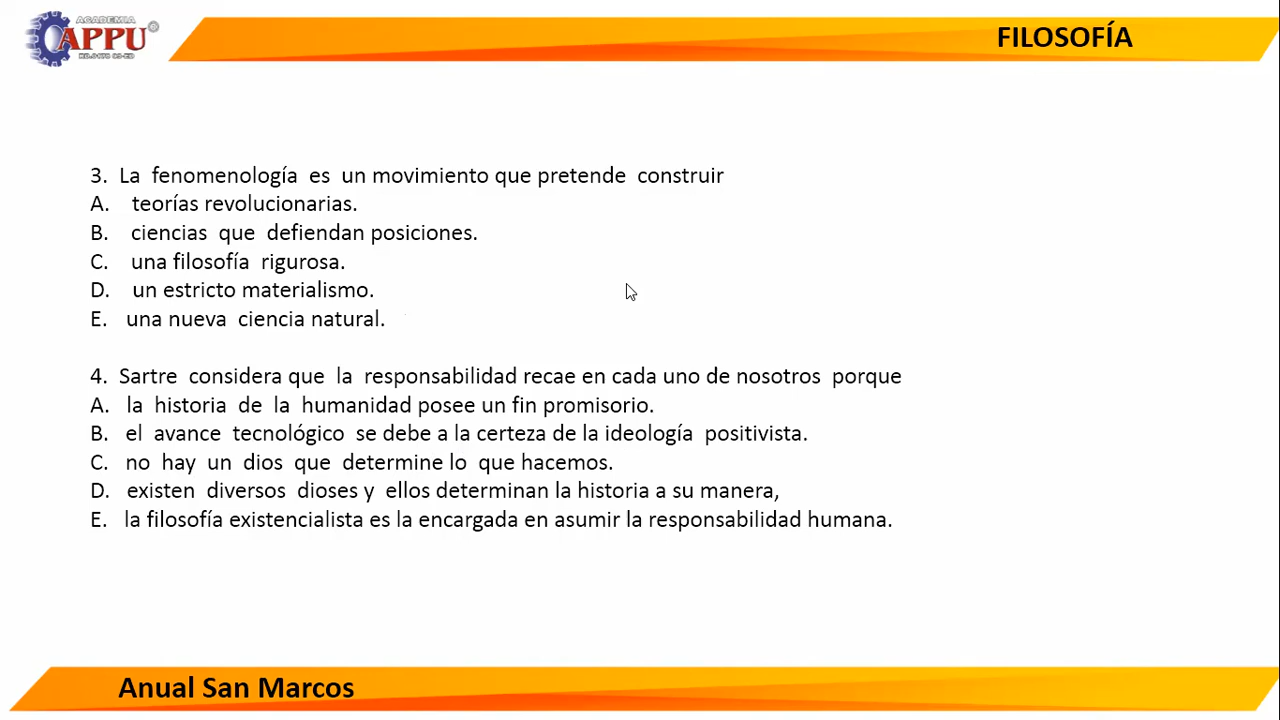 ACADEMIA
APPU
FILOSOFÍA
3. La fenomenología es un movimiento que pretende construir
A. teorías revolucionarias.
B. ciencias que defiendan posiciones.
C. una filosofía rigurosa.
D. un estricto materialismo.
E. una nueva ciencia natural.
4. Sartre considera que la responsabilidad recae en cada uno de nosotros porque
A. la historia de la humanidad posee un fin promisorio.
B. el avance tecnológico se debe a la certeza de la ideología positivista.
C. no hay un dios que determine lo que hacemos.
D. existen diversos dioses y ellos determinan la historia a su manera,
E. la filosofía existencialista es la encargada en asumir la responsabilidad humana.
Anual San Marcos